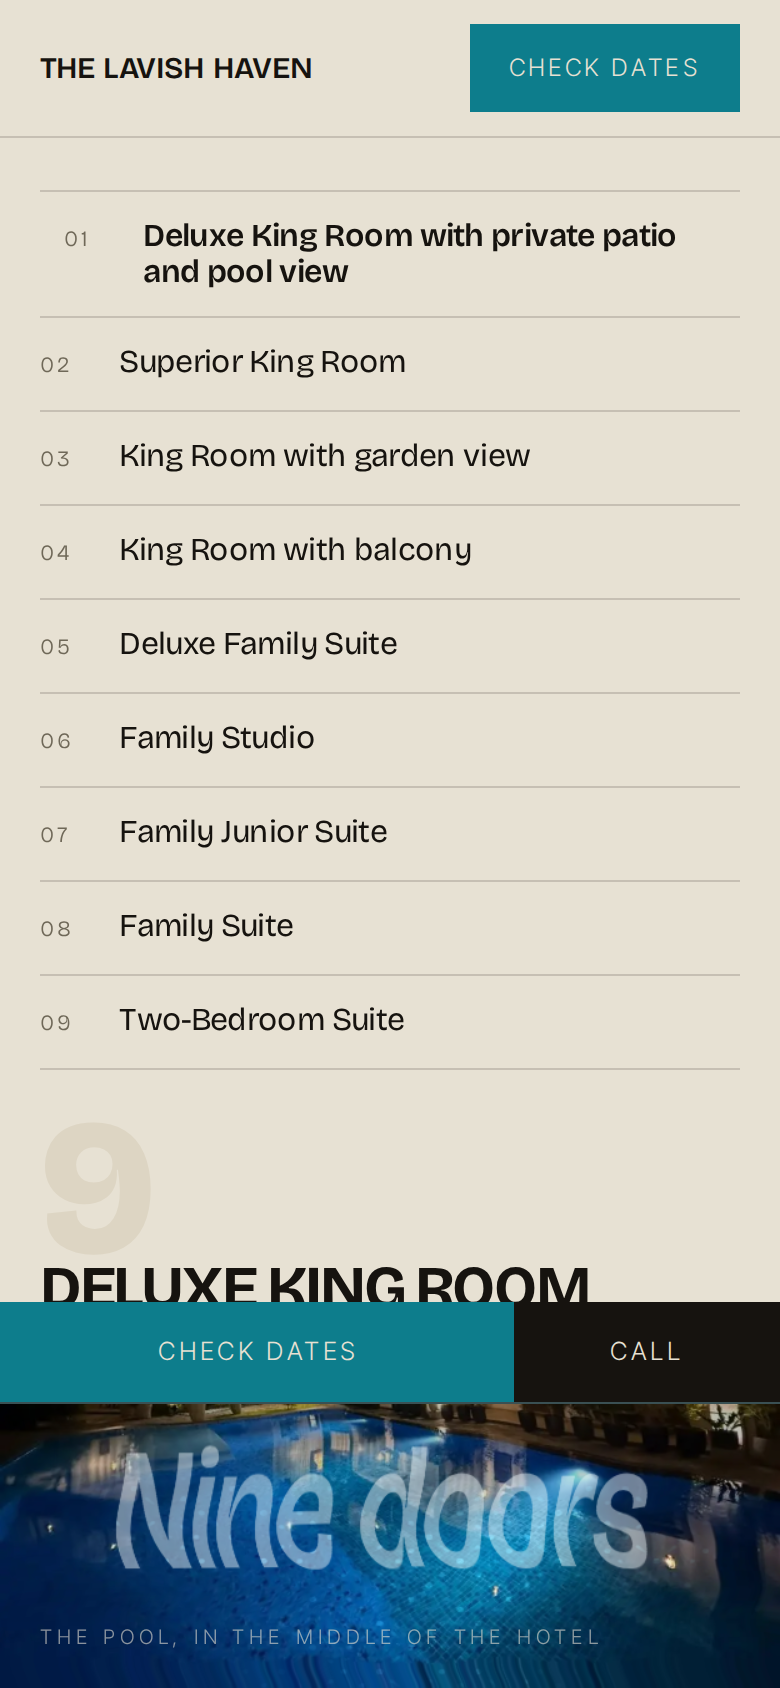 THE LAVISH HAVEN
CHECK DATES
01 Deluxe King Room with private patio
and pool view
02 Superior King Room
03 King Room with garden view
04 King Room with balcony
05 Deluxe Family Suite
06 Family Studio
07 Family Junior Suite
08 Family Suite
09 Two-Bedroom Suite
9
DELUXE KING ROOM
CHECK DATES
CALL
Nine doors
THE POOL, IN THE MIDDLE OF THE HOTEL